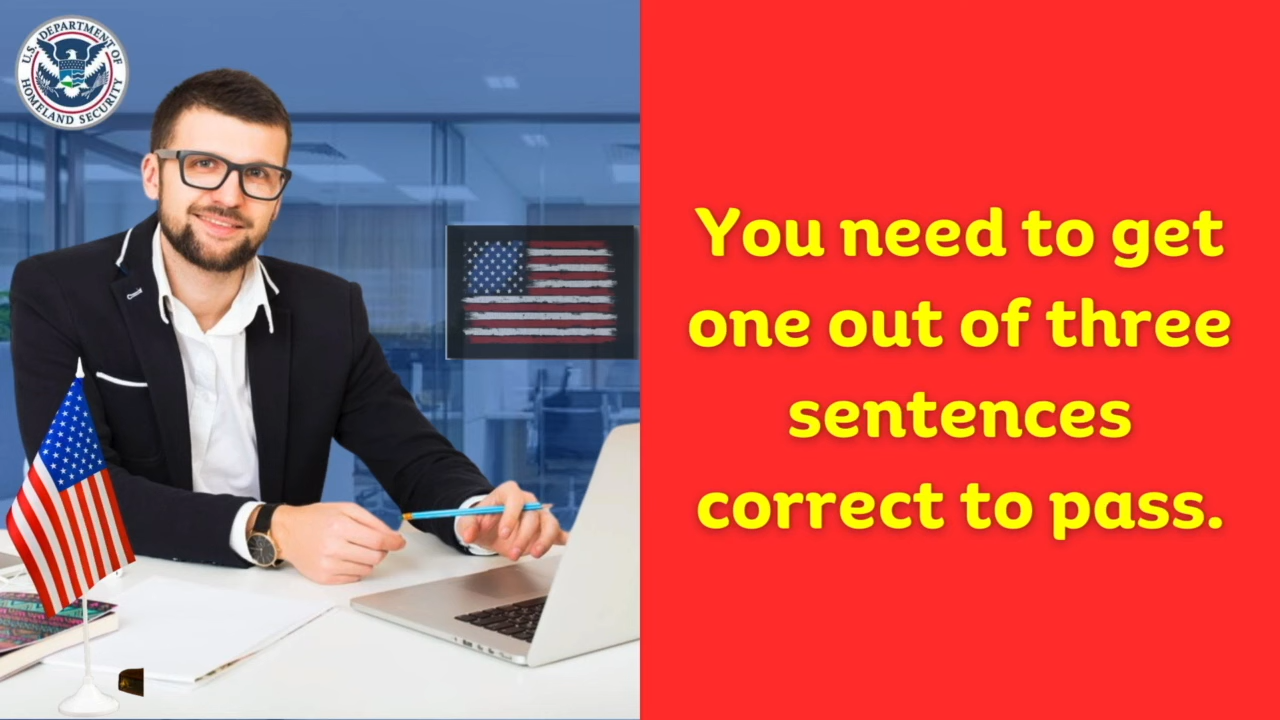 U.S. DEPARTMENT OF
HOMELAND SECURITY
You need to get
one out of three
sentences
correct to pass.